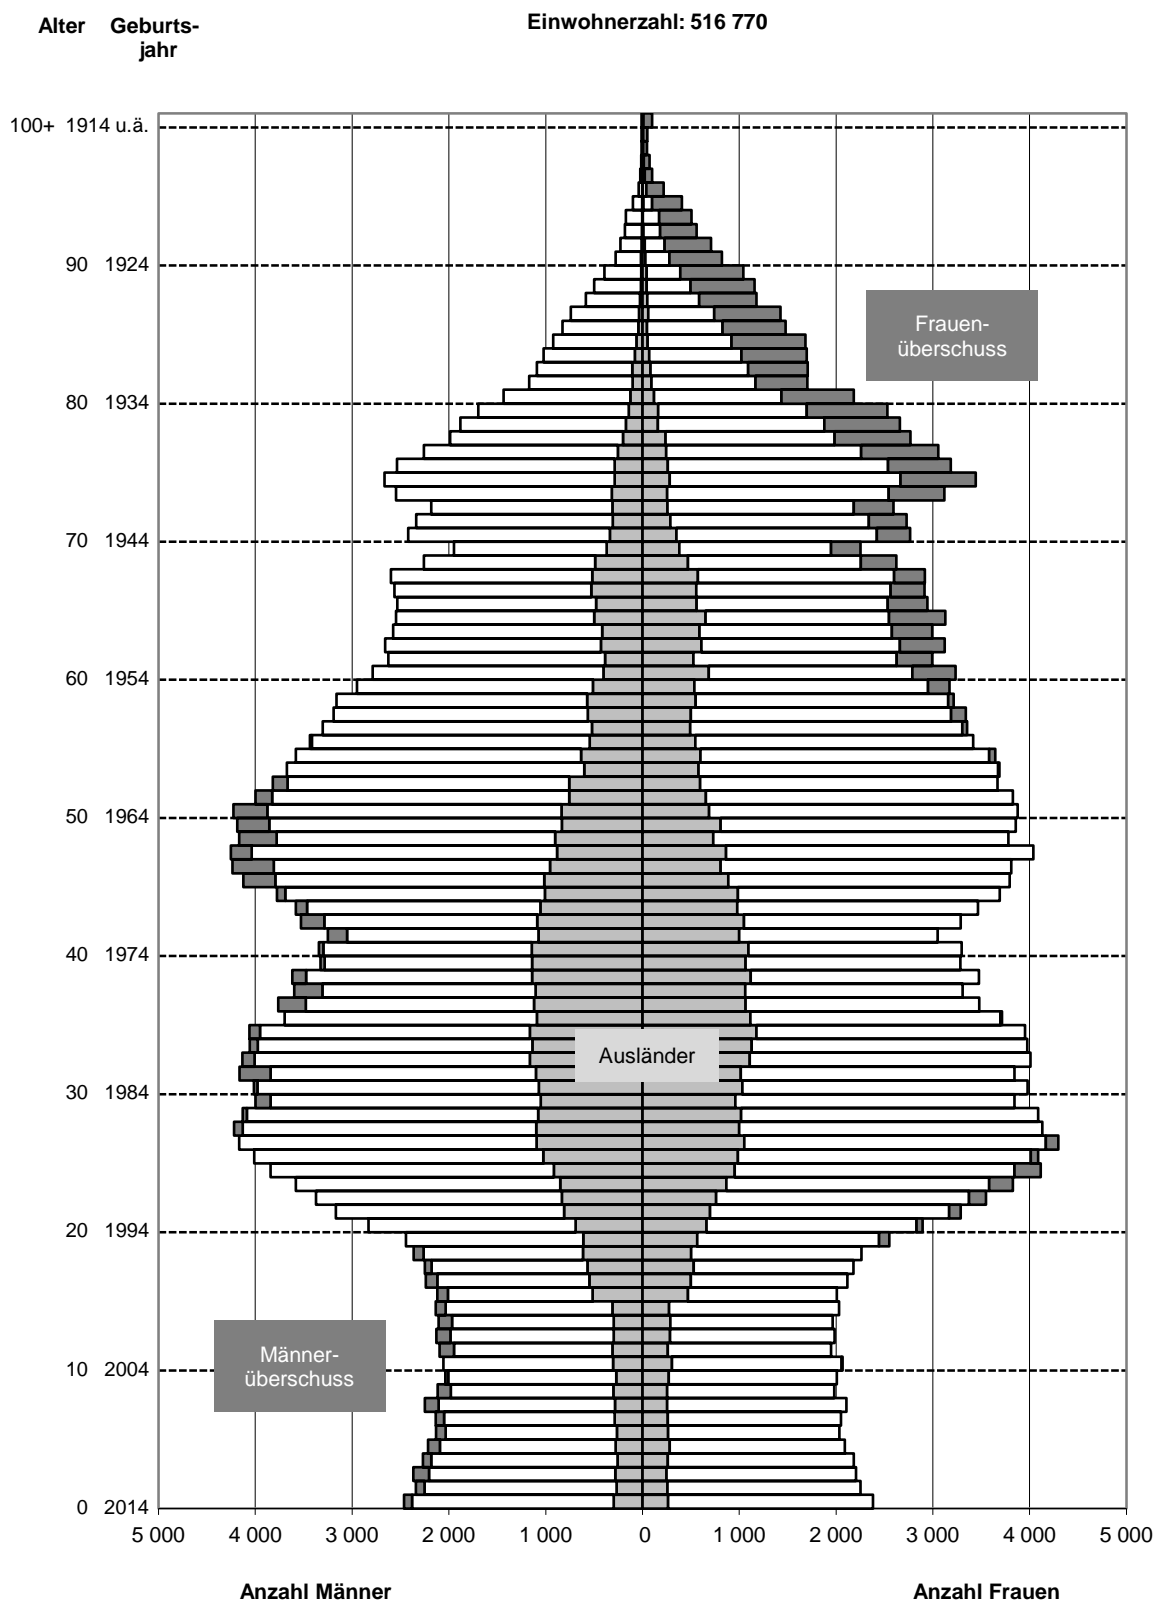 Alter Geburts-
jahr
Einwohnerzahl: 516 770
100+ 1914 u.ä.
90 1924
Frauen-
überschuss
80 1934
70 1944
60 1954
50 1964
40 1974
Ausländer
30 1984
20 1994
Männer-
überschuss
10 2004
0 2014
5 000 4 000 3 000 2 000 1 000 0 1 000 2 000 3 000 4 000 5 000
Anzahl Männer Anzahl Frauen